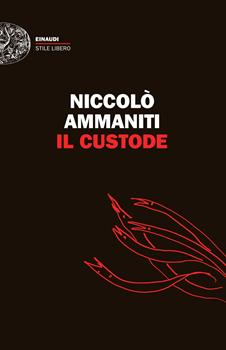 EINAUDI
STILE LIBERO
NICCOLÒ
AMMANITI
IL CUSTODE